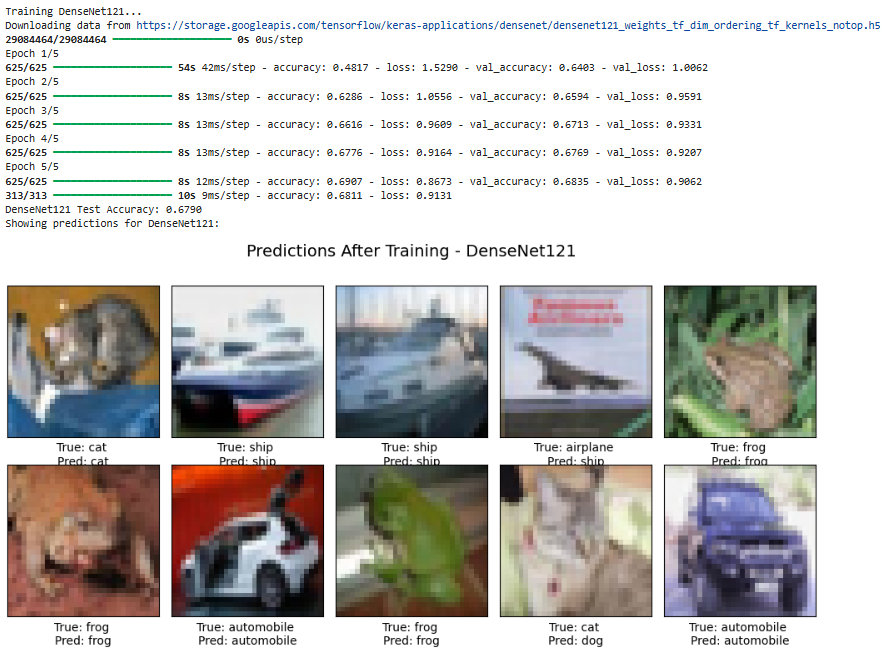 Training DenseNet121...
Downloading data from https://storage.googleapis.com/tensorflow/keras-applications/densenet/densenet121_weights_tf_dim_ordering_tf_kernels_notop.h5
29084464/29084464 ━━━━━━━━━━━━━━━━━━━━ 0s 0us/step
Epoch 1/5
625/625 ━━━━━━━━━━━━━━━━━━━━ 54s 42ms/step - accuracy: 0.4817 - loss: 1.5290 - val_accuracy: 0.6403 - val_loss: 1.0062
Epoch 2/5
625/625 ━━━━━━━━━━━━━━━━━━━━ 8s 13ms/step - accuracy: 0.6286 - loss: 1.0556 - val_accuracy: 0.6594 - val_loss: 0.9591
Epoch 3/5
625/625 ━━━━━━━━━━━━━━━━━━━━ 8s 13ms/step - accuracy: 0.6616 - loss: 0.9609 - val_accuracy: 0.6713 - val_loss: 0.9331
Epoch 4/5
625/625 ━━━━━━━━━━━━━━━━━━━━ 8s 13ms/step - accuracy: 0.6776 - loss: 0.9164 - val_accuracy: 0.6769 - val_loss: 0.9207
Epoch 5/5
625/625 ━━━━━━━━━━━━━━━━━━━━ 8s 12ms/step - accuracy: 0.6907 - loss: 0.8673 - val_accuracy: 0.6835 - val_loss: 0.9062
313/313 ━━━━━━━━━━━━━━━━━━━━ 10s 9ms/step - accuracy: 0.6811 - loss: 0.9131
DenseNet121 Test Accuracy: 0.6790
Showing predictions for DenseNet121:
Predictions After Training - DenseNet121
True: cat True: ship True: ship True: airplane True: frog
Pred: cat Pred: ship Pred: ship Pred: ship Pred: frog
True: frog True: automobile True: frog True: cat True: automobile
Pred: frog Pred: automobile Pred: frog Pred: dog Pred: automobile